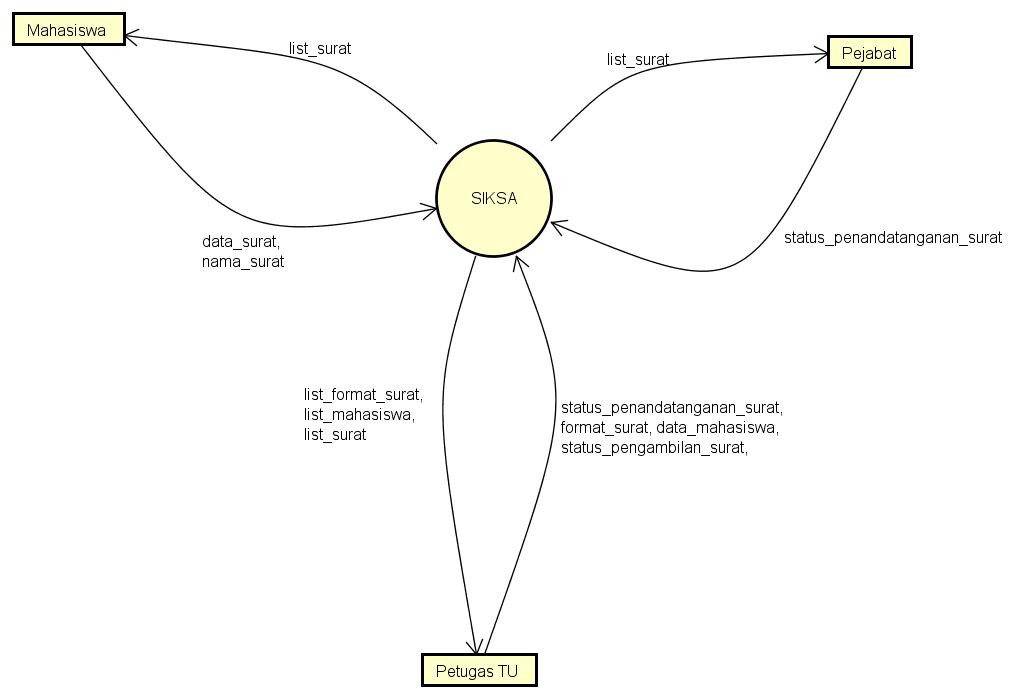 Mahasiswa
list_surat
list_surat
Pejabat
SIKSA
data_surat,
nama_surat
status_penandatanganan_surat
list_format_surat,
list_mahasiswa,
list_surat
status_penandatanganan_surat,
format_surat, data_mahasiswa,
status_pengambilan_surat,
Petugas TU